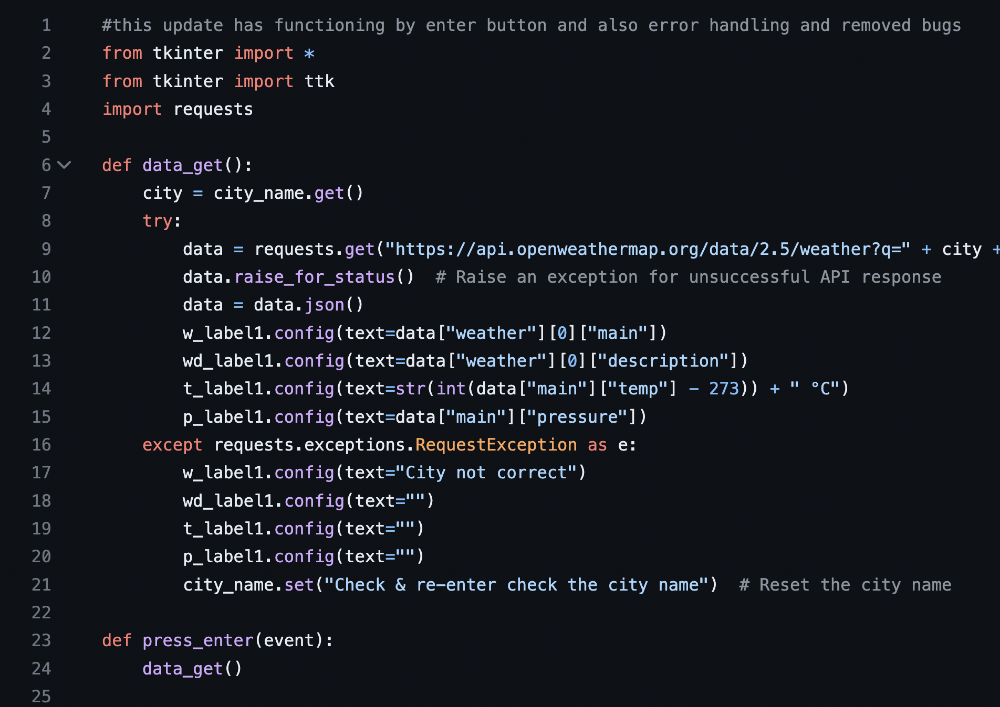 1 #this update has functioning by enter button and also error handling and removed bugs
2 from tkinter import *
3 from tkinter import ttk
4 import requests
5
6 def data_get():
7     city = city_name.get()
8     try:
9         data = requests.get("https://api.openweathermap.org/data/2.5/weather?q=" + city +
10         data.raise_for_status()  # Raise an exception for unsuccessful API response
11         data = data.json()
12         w_label1.config(text=data["weather"][0]["main"])
13         wd_label1.config(text=data["weather"][0]["description"])
14         t_label1.config(text=str(int(data["main"]["temp"] - 273)) + " °C")
15         p_label1.config(text=data["main"]["pressure"])
16     except requests.exceptions.RequestException as e:
17         w_label1.config(text="City not correct")
18         wd_label1.config(text="")
19         t_label1.config(text="")
20         p_label1.config(text="")
21         city_name.set("Check & re-enter check the city name")  # Reset the city name
22
23 def press_enter(event):
24     data_get()
25